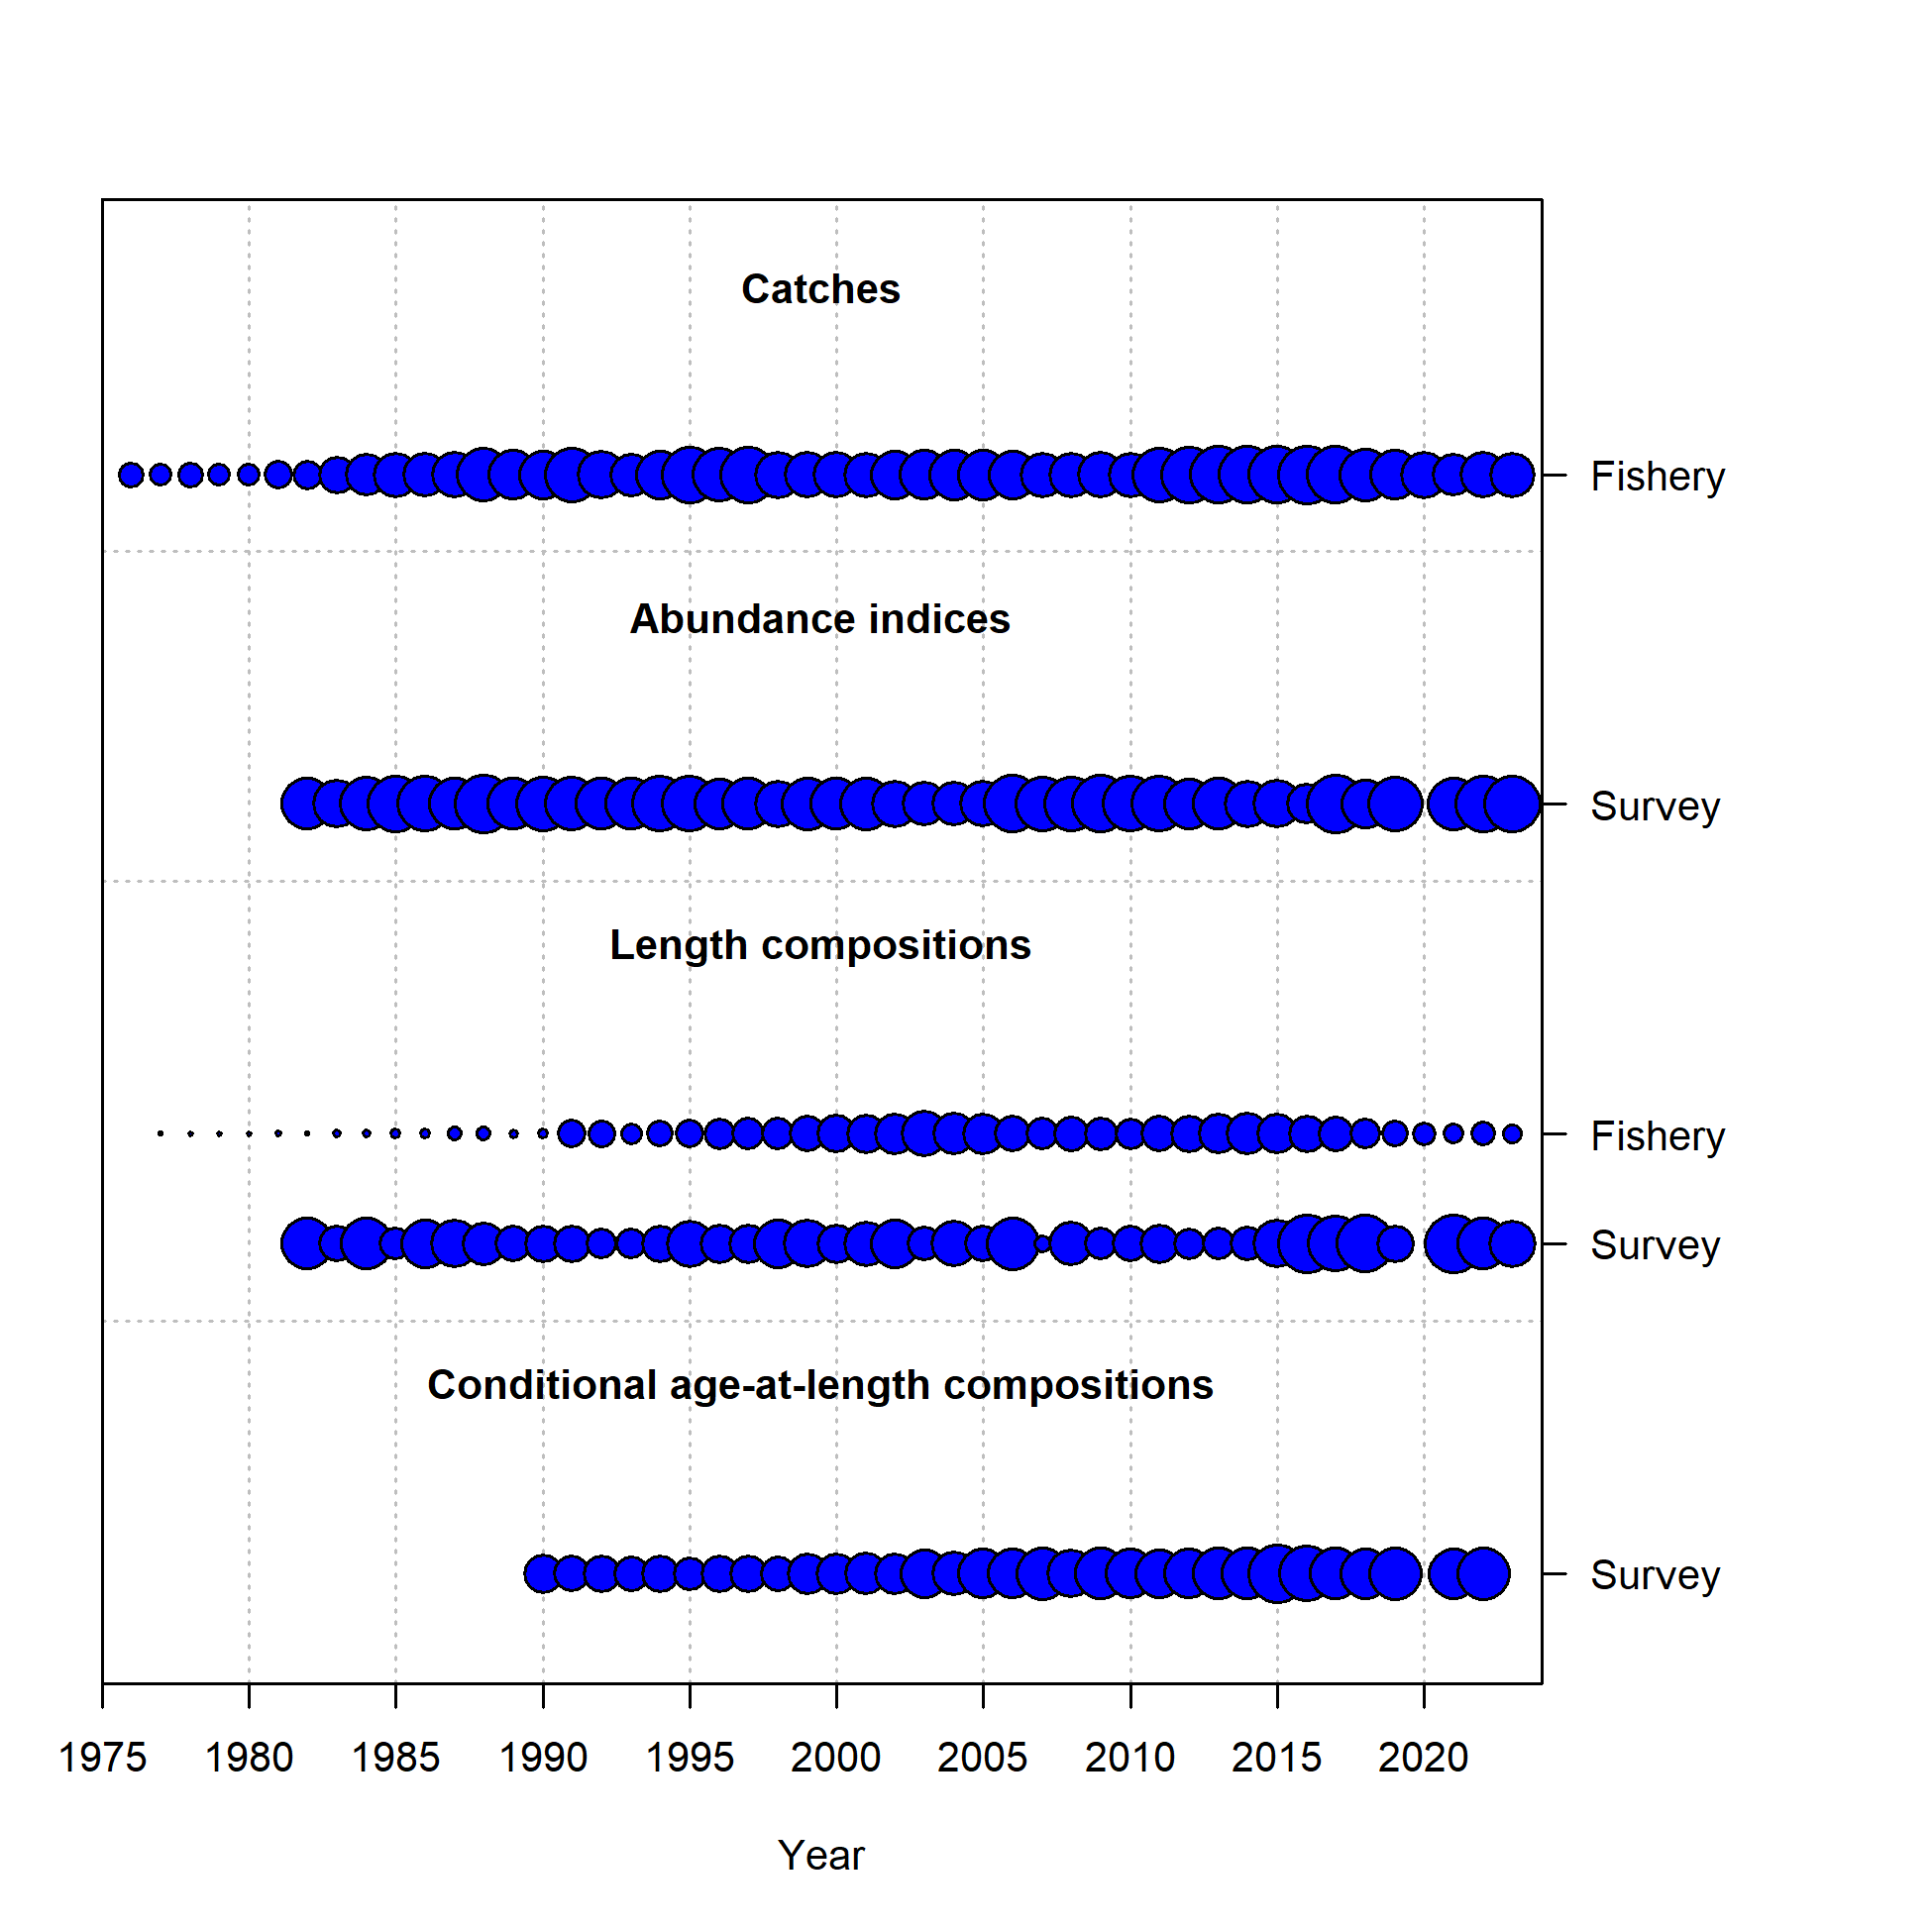 Catches
Fishery
Abundance indices
Survey
Length compositions
Fishery
Survey
Conditional age-at-length compositions
Survey
1975 1980 1985 1990 1995 2000 2005 2010 2015 2020
Year